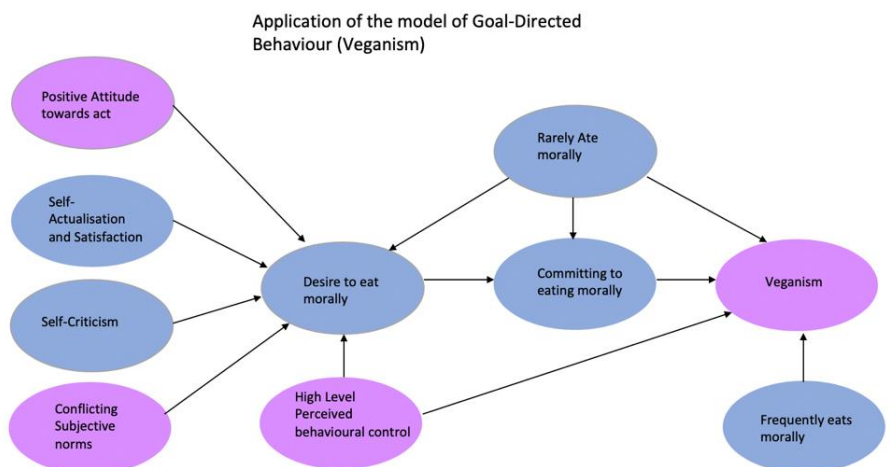 Application of the model of Goal-Directed
Behaviour (Veganism)
Positive Attitude
towards act
Rarely Ate
morally
Self-
Actualisation
and Satisfaction
Desire to eat
morally
Committing to
eating morally
Veganism
Self-Criticism
Conflicting
Subjective
norms
High Level
Perceived
behavioural control
Frequently eats
morally